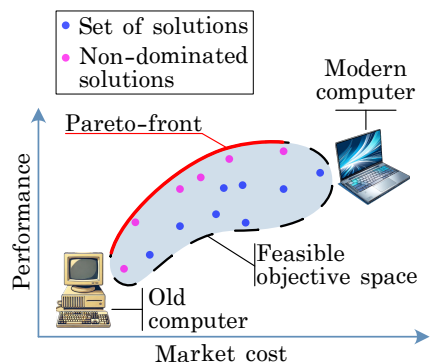 Set of solutions
Non-dominated
solutions
Modern
computer
Pareto-front
Performance
Feasible
objective space
Old
computer
Market cost